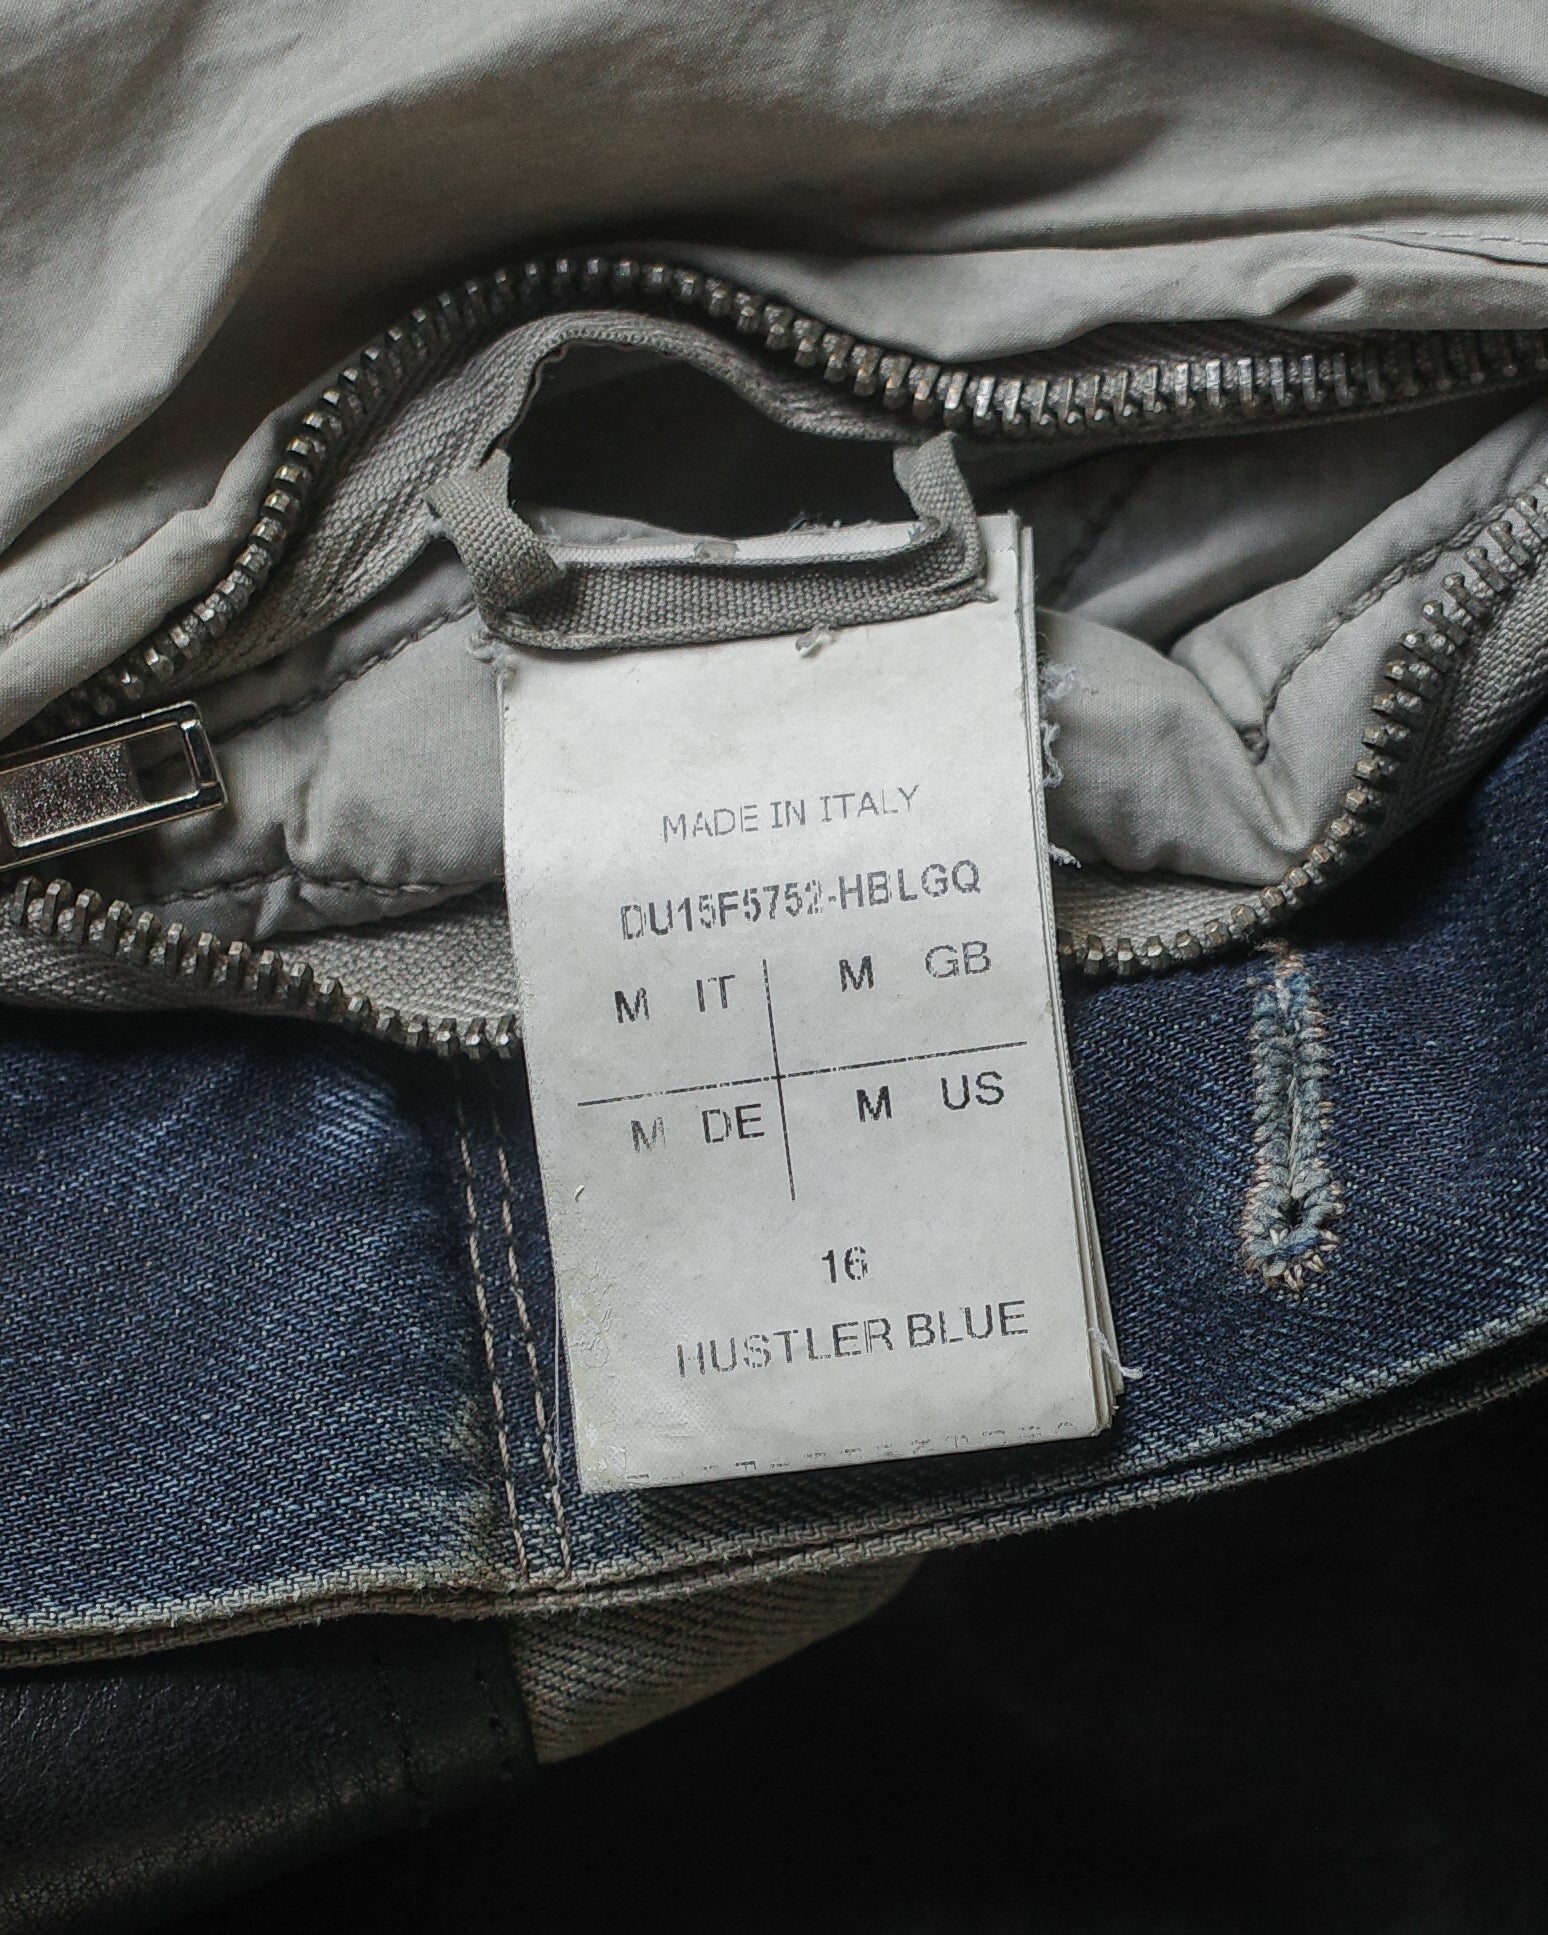 MADE IN ITALY
DU15F5752-HBLGQ
M IT M GB
M DE M US
16
HUSTLER BLUE